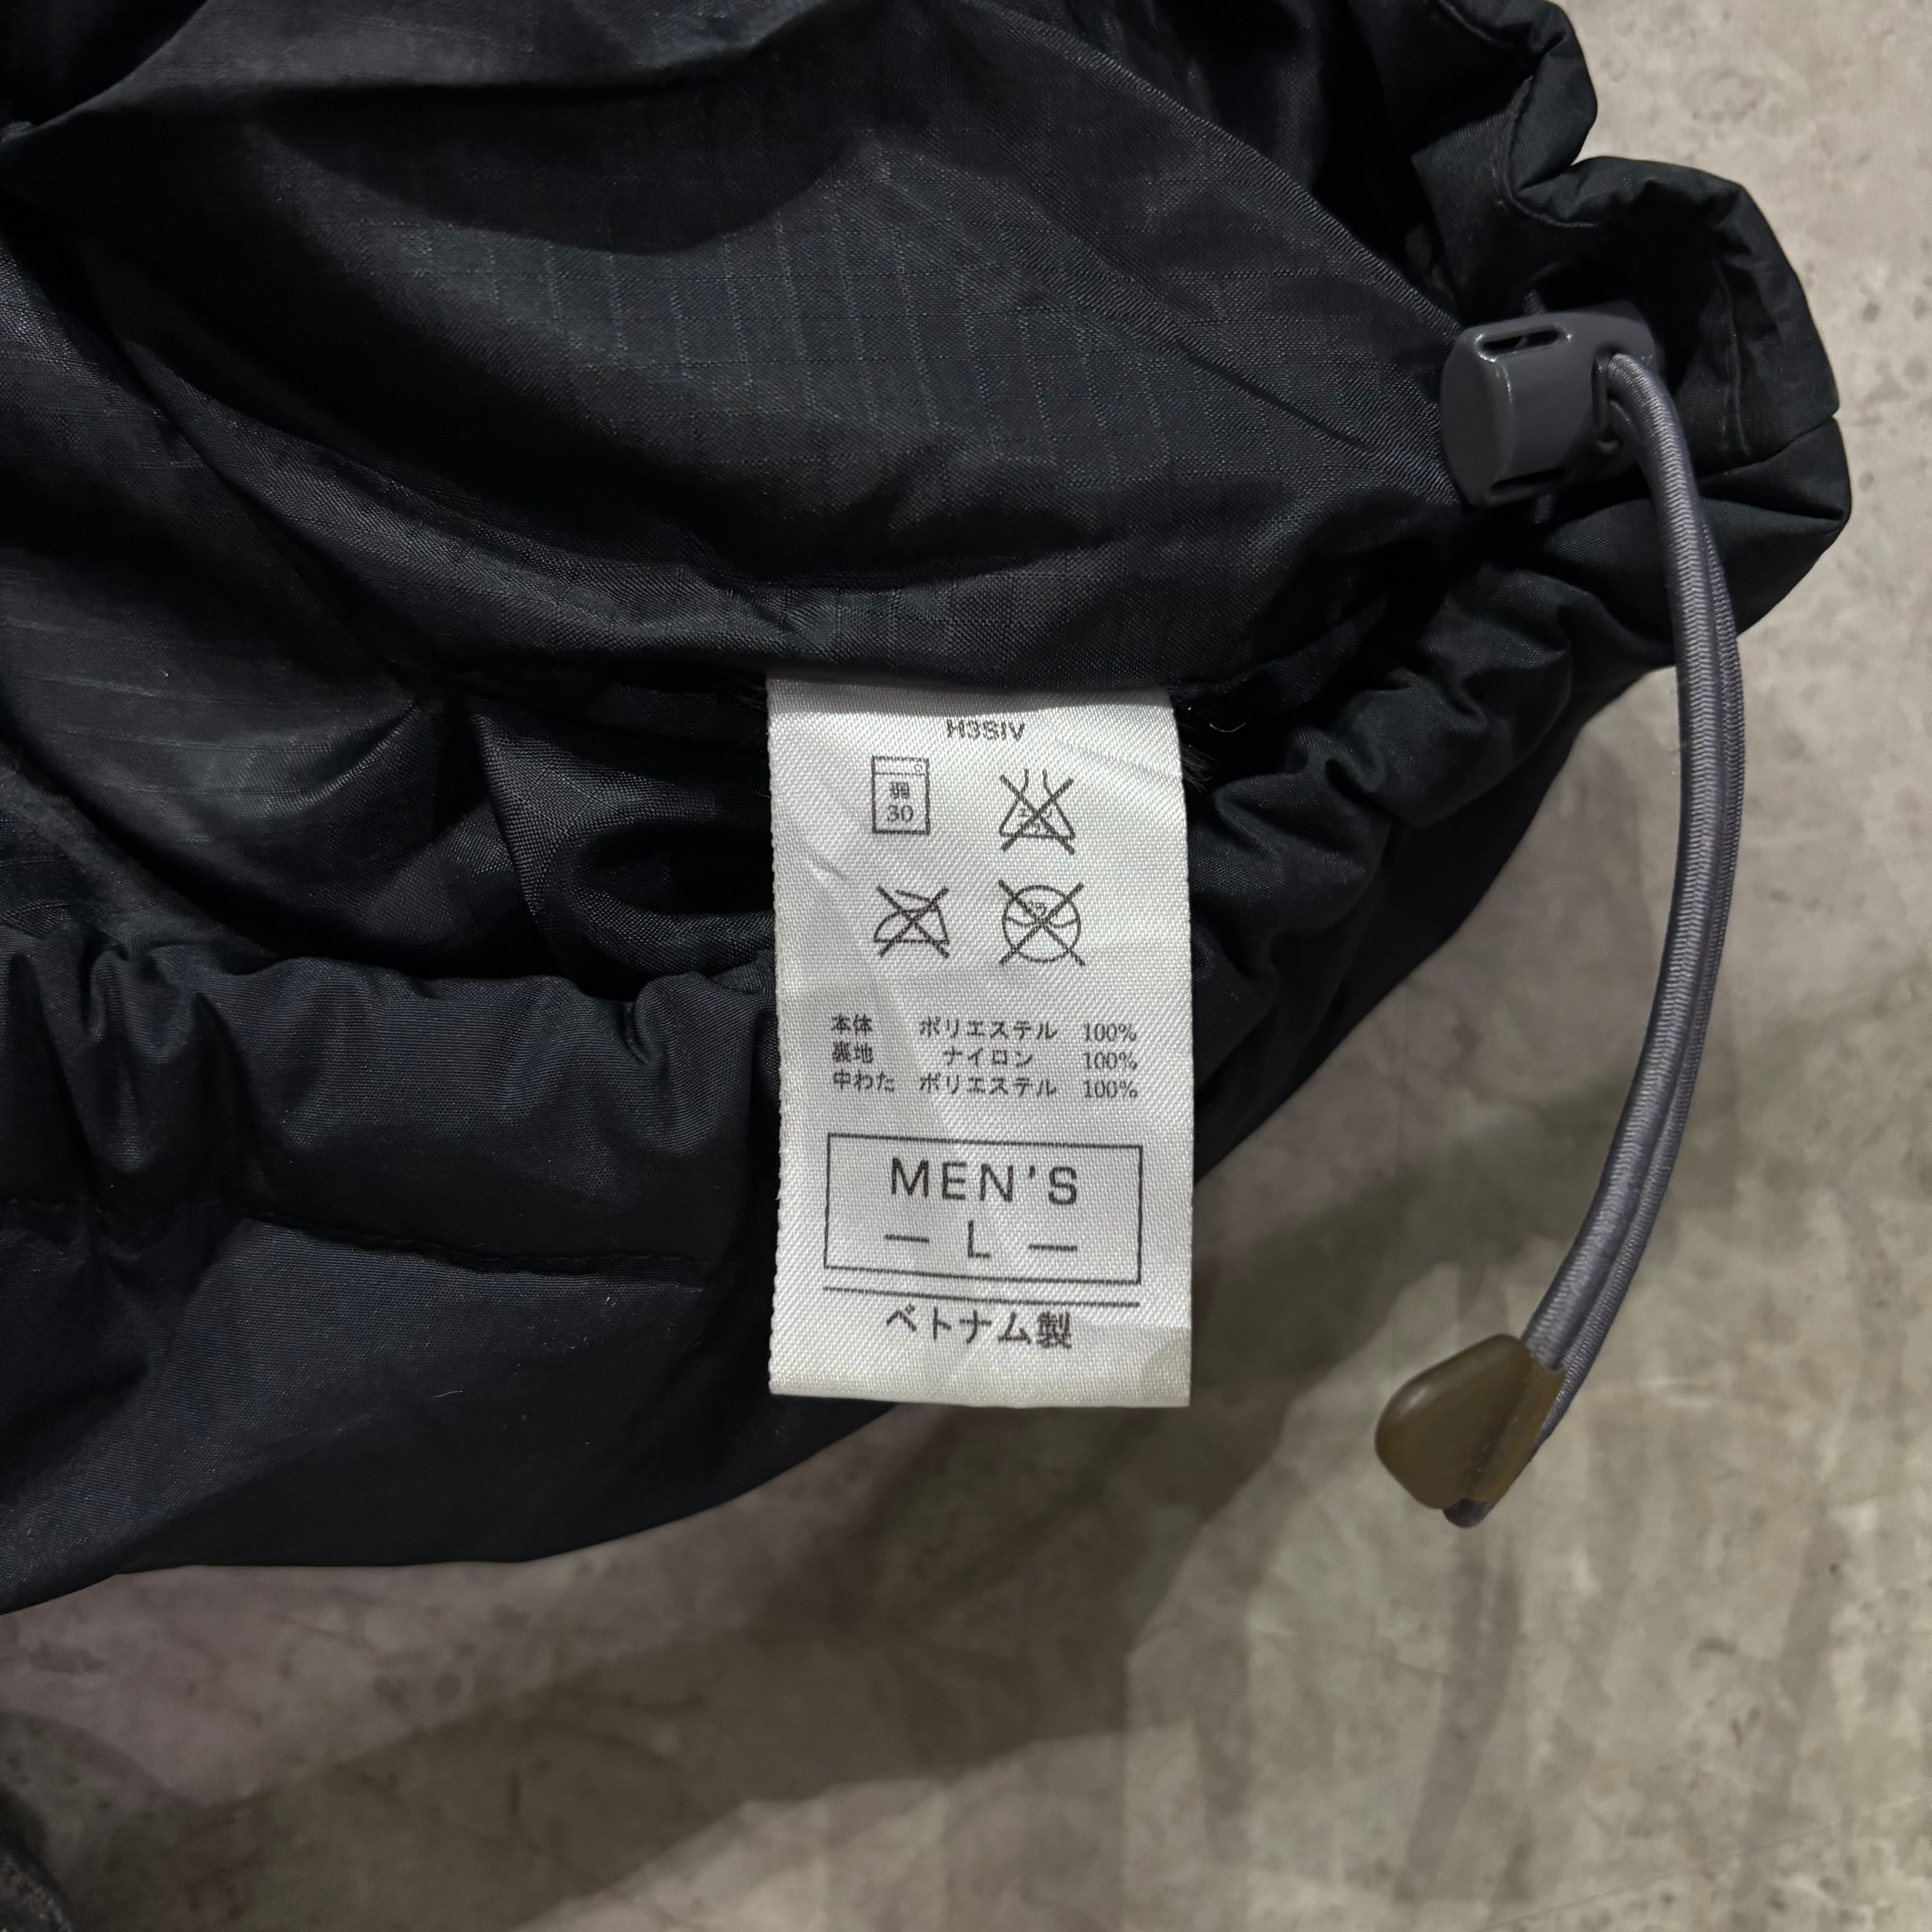 H3SIV
弱
30
本体 ポリエステル 100%
裏地 ナイロン 100%
中わた ポリエステル 100%
MEN'S
— L —
ベトナム製